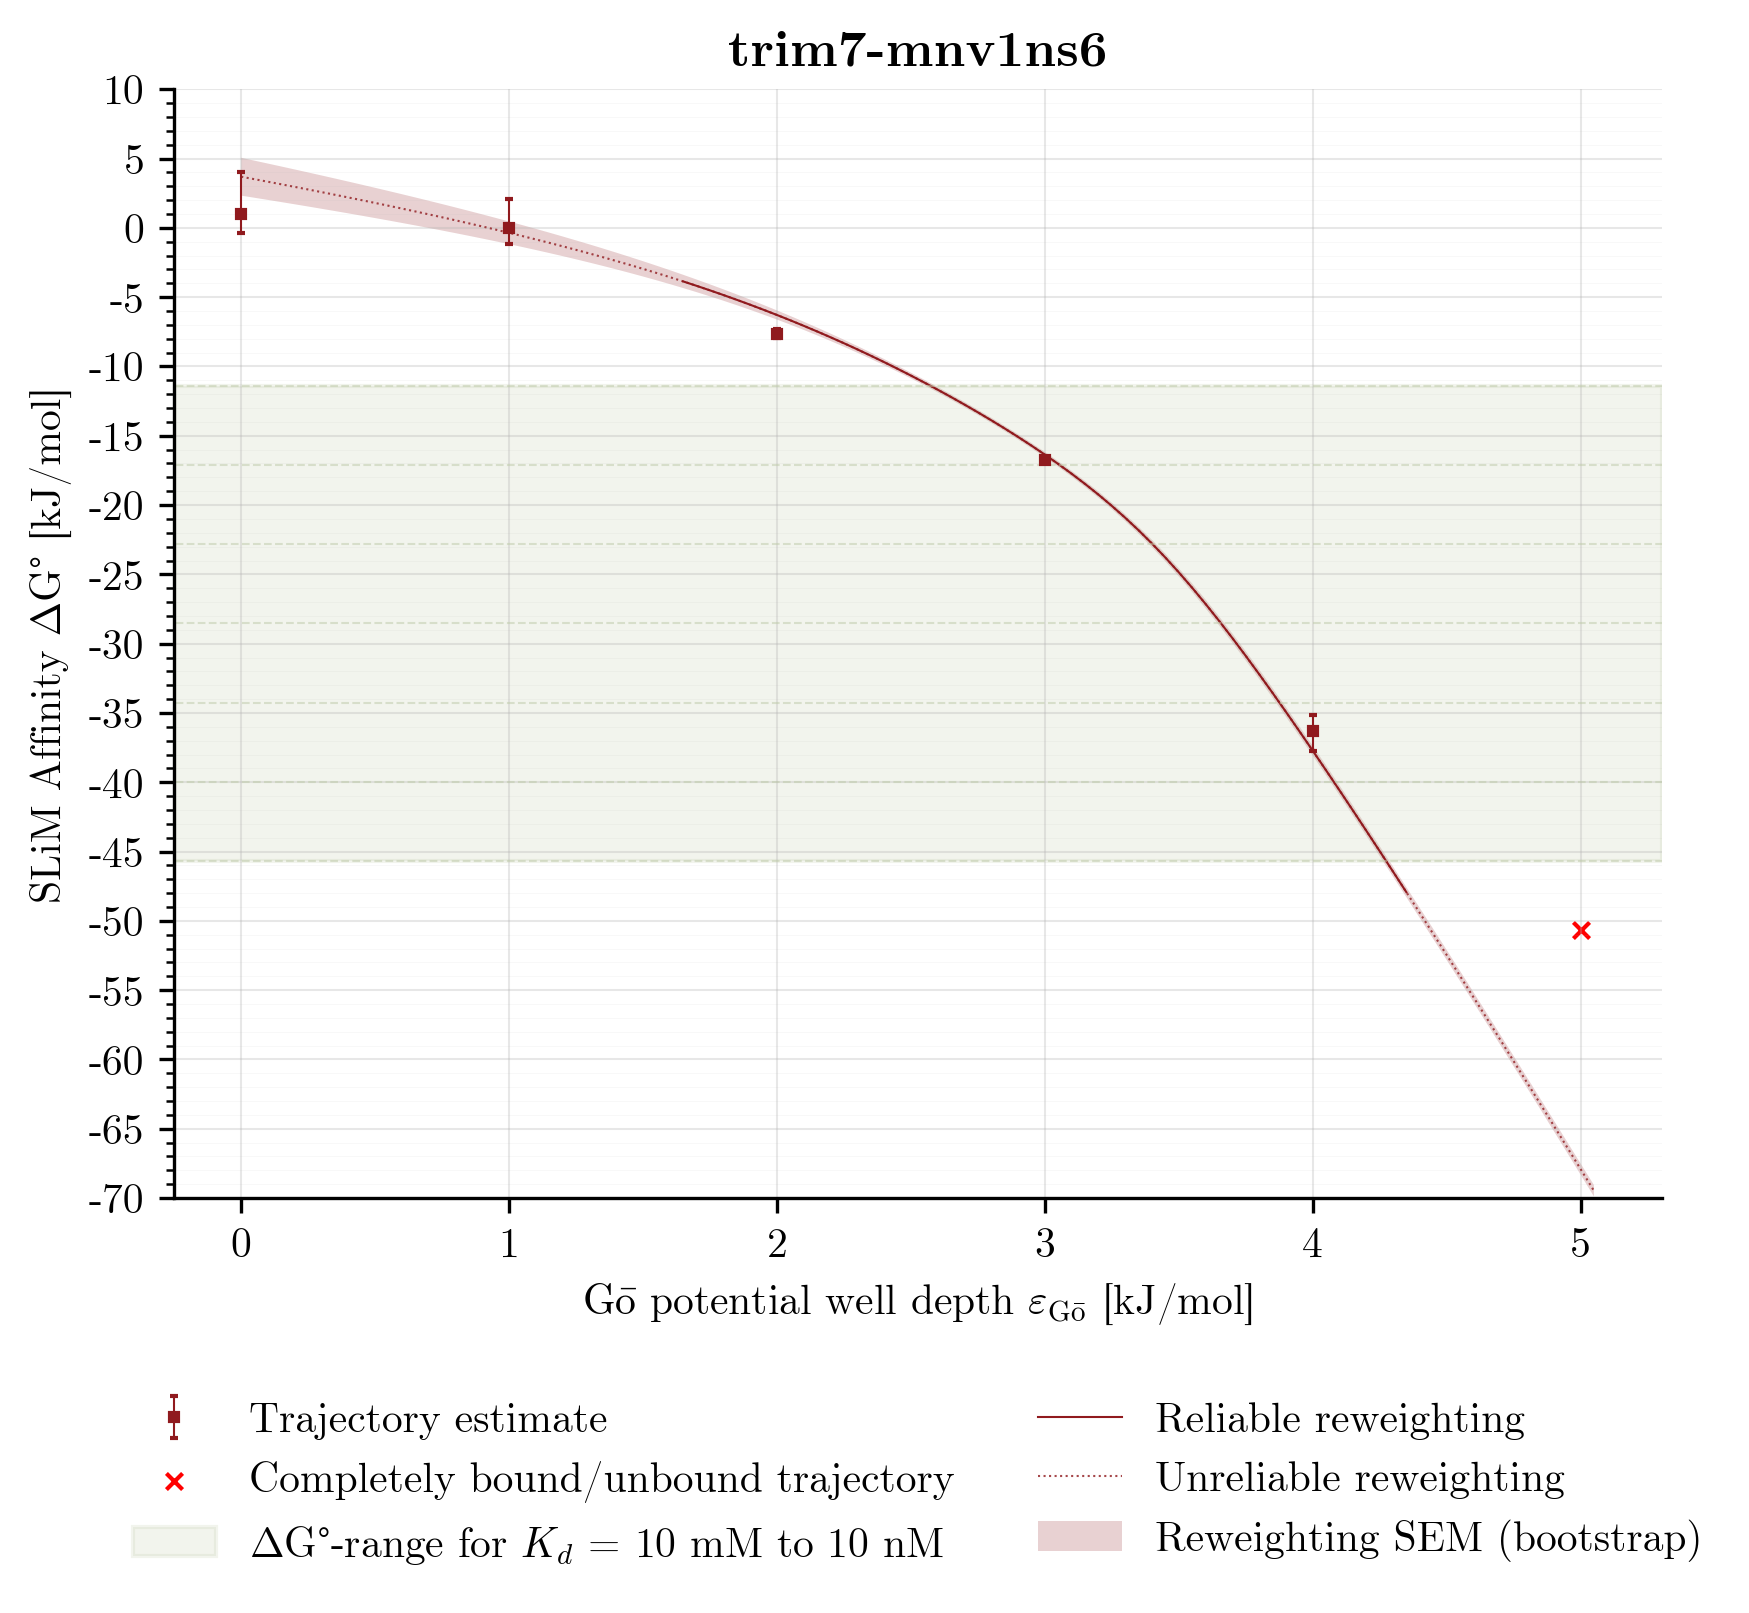 trim7-mnv1ns6
10
5
0
-5
-10
-15
-20
-25
-30
-35
-40
-45
-50
-55
-60
-65
-70
SLiM Affinity ΔG° [kJ/mol]
0 1 2 3 4 5
Gō potential well depth εGō [kJ/mol]
Trajectory estimate
Completely bound/unbound trajectory
ΔG°-range for Kd = 10 mM to 10 nM
Reliable reweighting
Unreliable reweighting
Reweighting SEM (bootstrap)